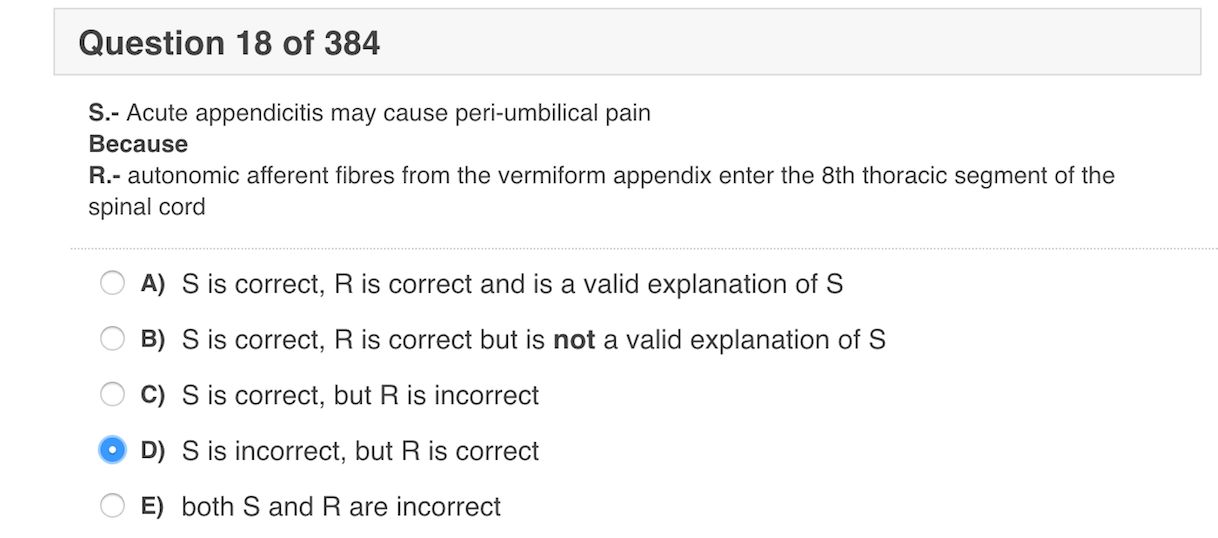 Question 18 of 384
S.- Acute appendicitis may cause peri-umbilical pain
Because
R.- autonomic afferent fibres from the vermiform appendix enter the 8th thoracic segment of the
spinal cord
A) S is correct, R is correct and is a valid explanation of S
B) S is correct, R is correct but is not a valid explanation of S
C) S is correct, but R is incorrect
D) S is incorrect, but R is correct
E) both S and R are incorrect